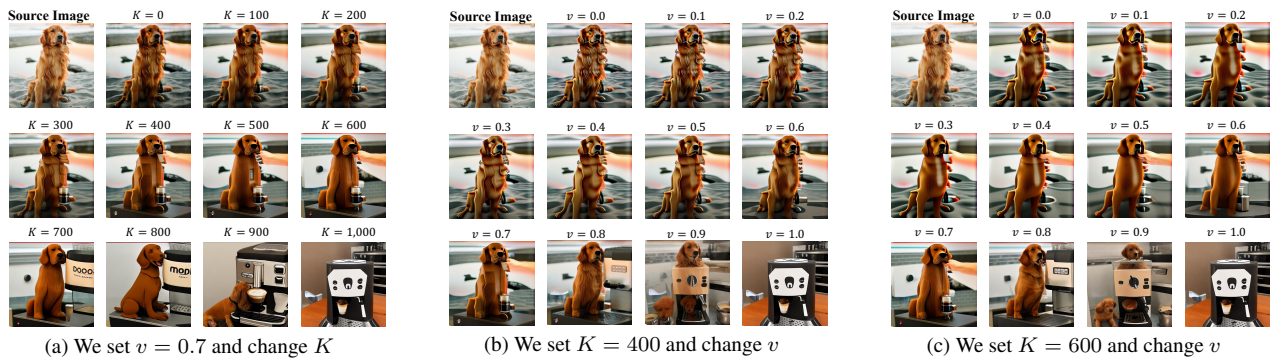 Source Image K = 0 K = 100 K = 200
K = 300 K = 400 K = 500 K = 600
K = 700 K = 800 K = 900 K = 1,000
(a) We set v = 0.7 and change K
Source Image v = 0.0 v = 0.1 v = 0.2
v = 0.3 v = 0.4 v = 0.5 v = 0.6
v = 0.7 v = 0.8 v = 0.9 v = 1.0
(b) We set K = 400 and change v
Source Image v = 0.0 v = 0.1 v = 0.2
v = 0.3 v = 0.4 v = 0.5 v = 0.6
v = 0.7 v = 0.8 v = 0.9 v = 1.0
(c) We set K = 600 and change v